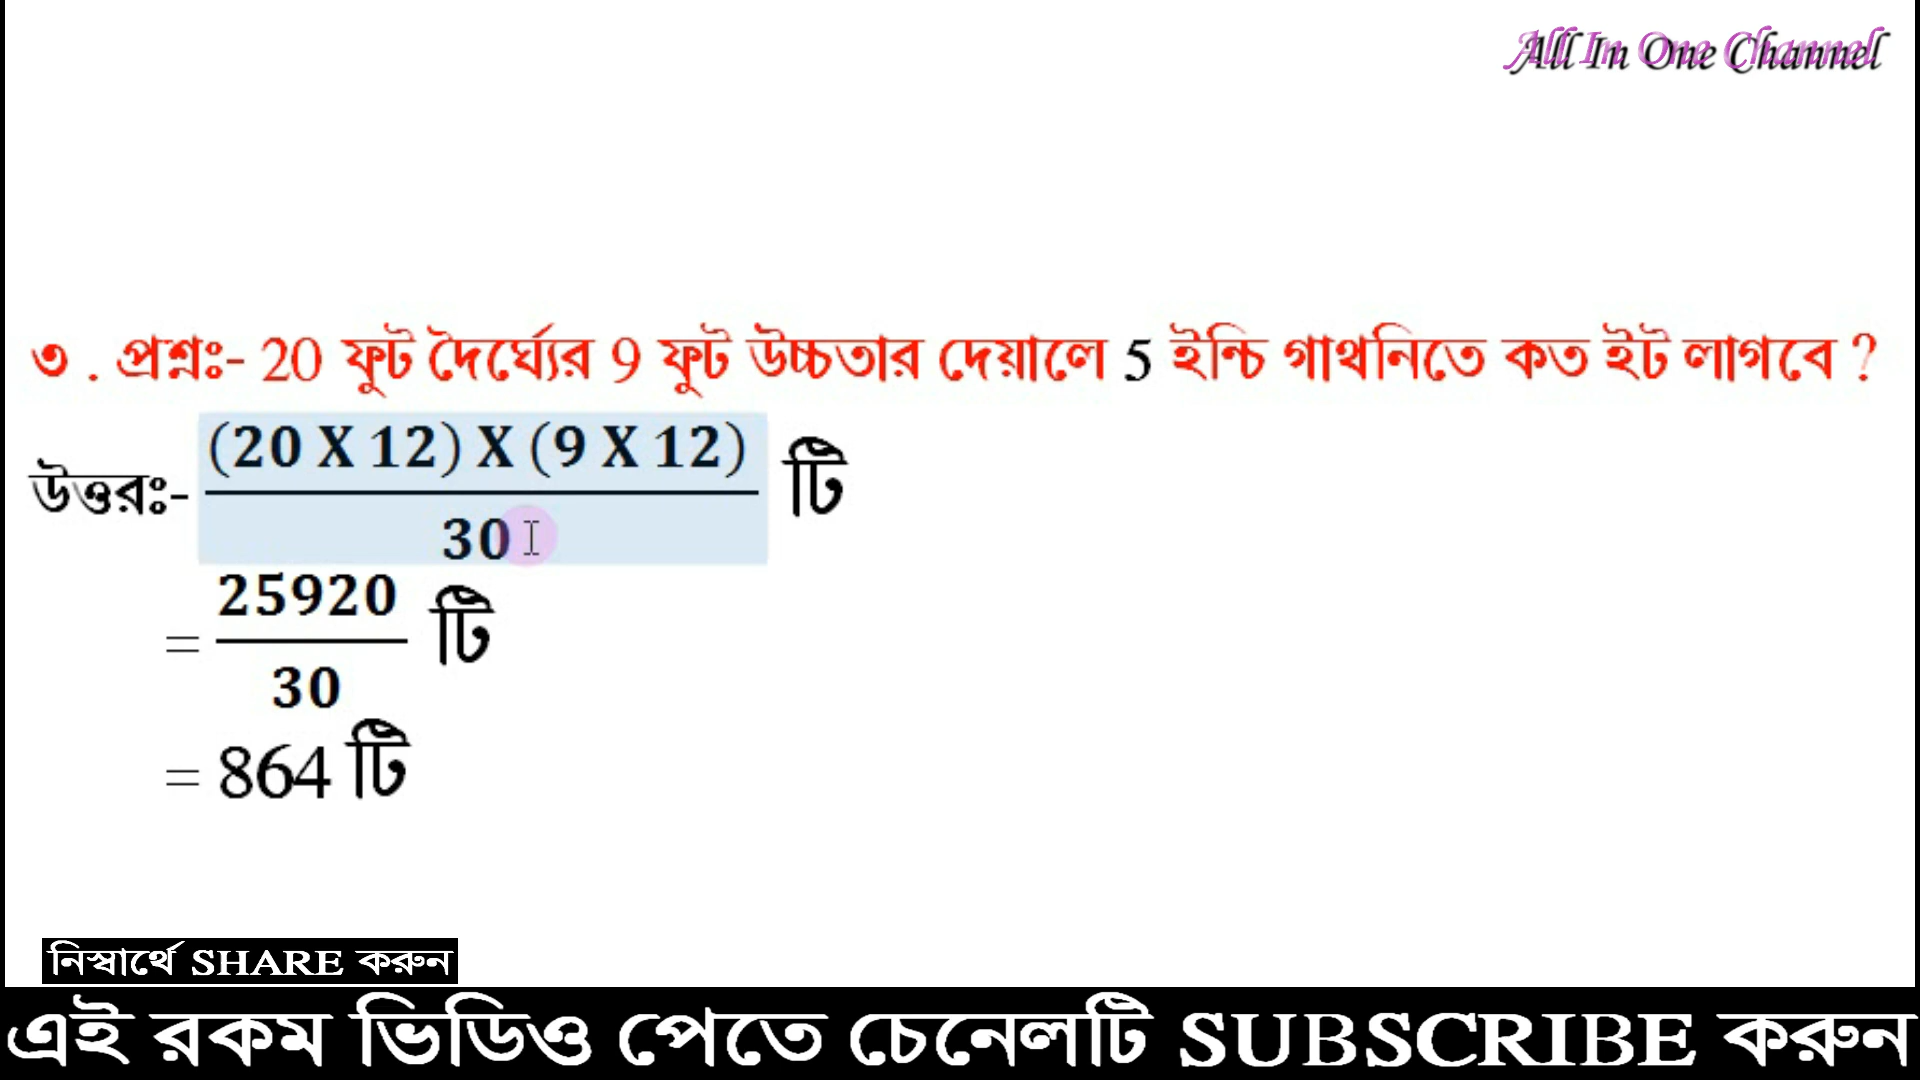 All In One Channel
৩ . প্রশ্নঃ- 20 ফুট দৈর্ঘ্যের 9 ফুট উচ্চতার দেয়ালে 5 ইন্চি গাথনিতে কত ইট লাগবে ?
উত্তরঃ- (20 X 12) X (9 X 12) / 30 টি
= 25920 / 30 টি
= 864 টি
নিস্বার্থে SHARE করুন
এই রকম ভিডিও পেতে চেনেলটি SUBSCRIBE করুন